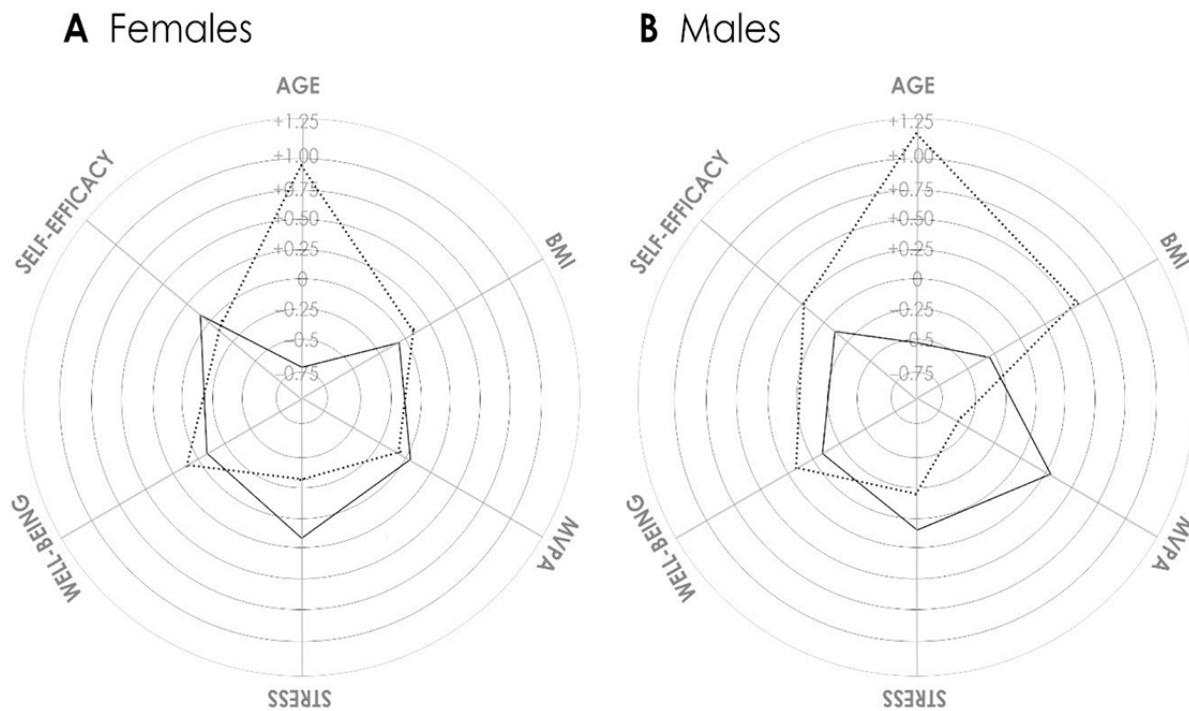 A Females
AGE
+1.25
+1.00
+0.75
+0.50
+0.25
0
−0.25
−0.5
−0.75
SELF-EFFICACY
BMI
WELL-BEING
MVPA
STRESS
B Males
AGE
+1.25
+1.00
+0.75
+0.50
+0.25
0
−0.25
−0.5
−0.75
SELF-EFFICACY
BMI
WELL-BEING
MVPA
STRESS